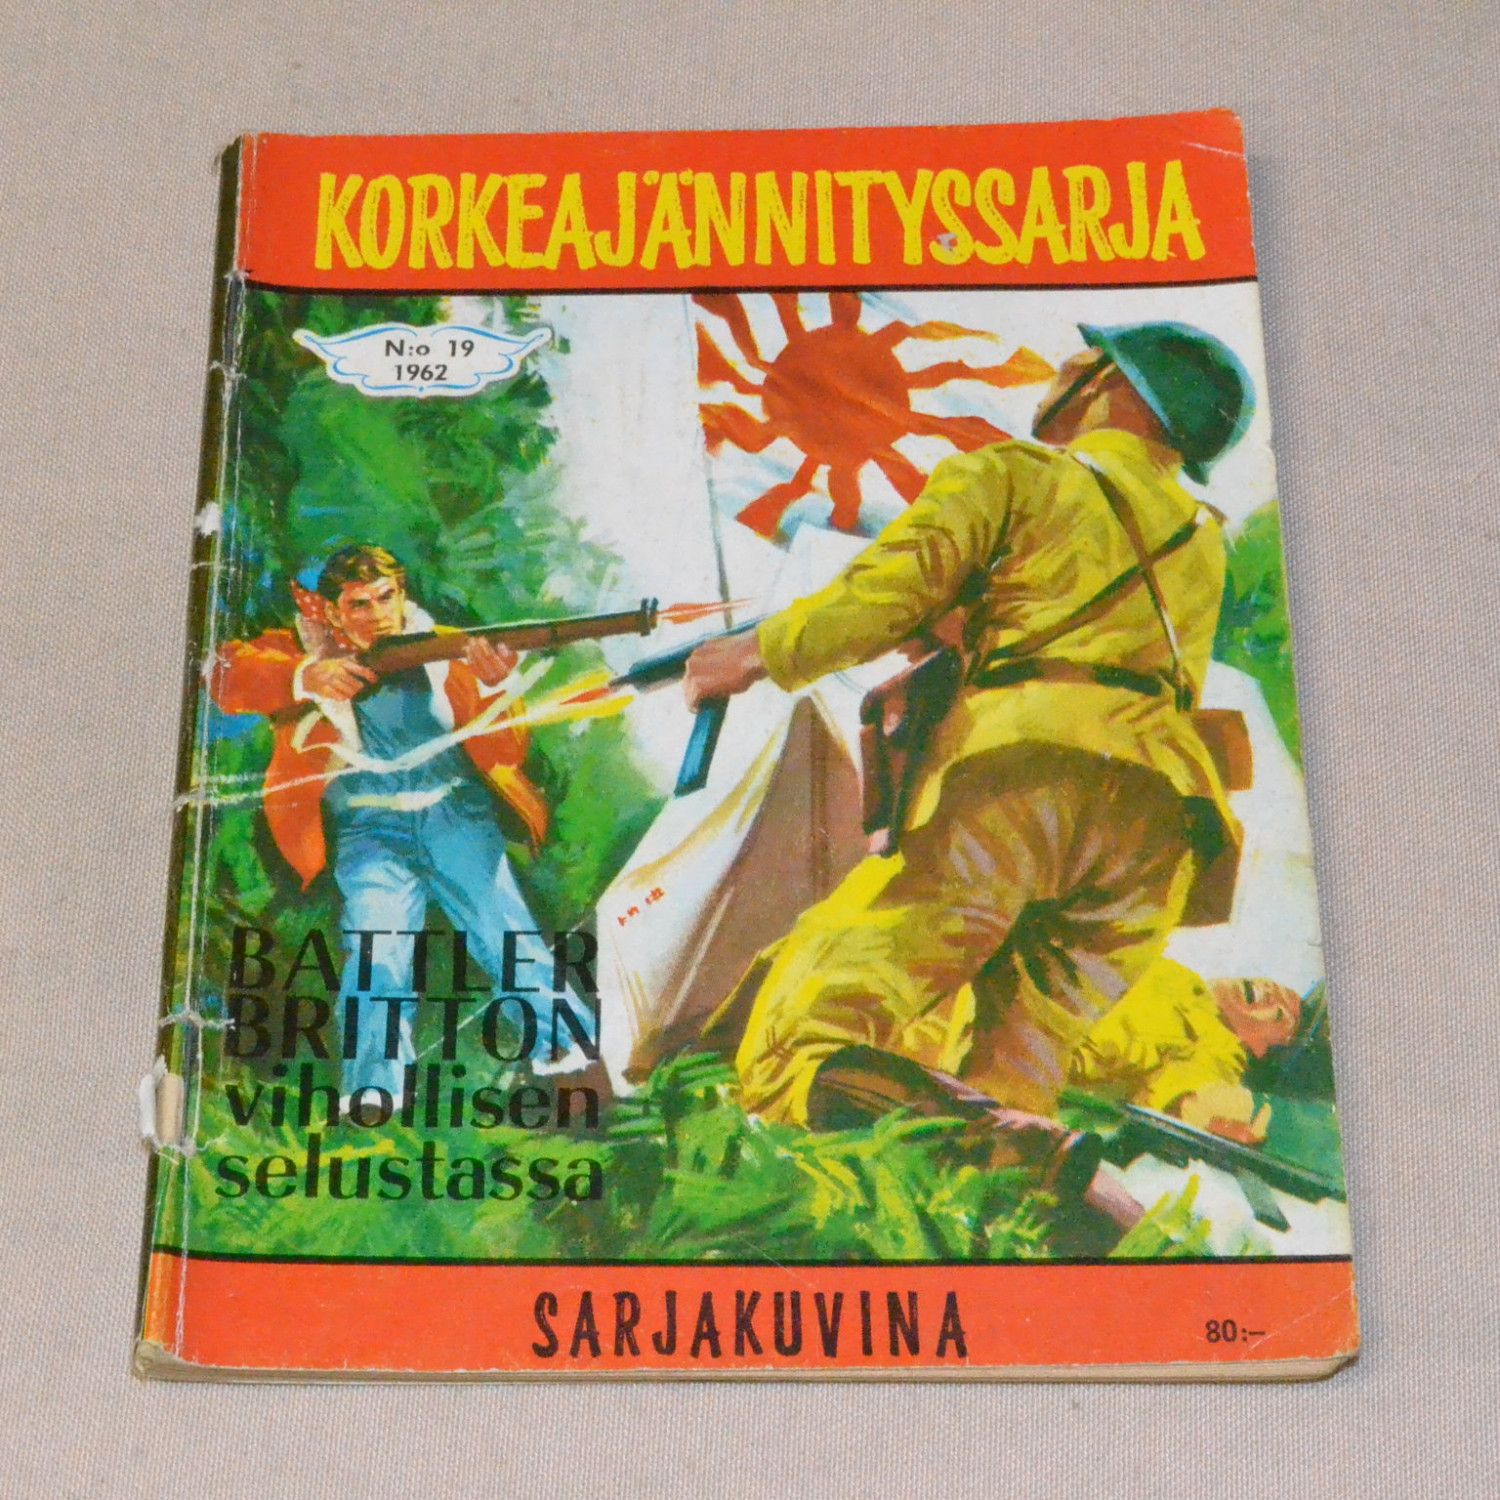 KORKEAJÄNNITYSSARJA
N:o 19
1962
BATTLER
BRITTON
vihollisen
selustassa
SARJAKUVINA
80:–